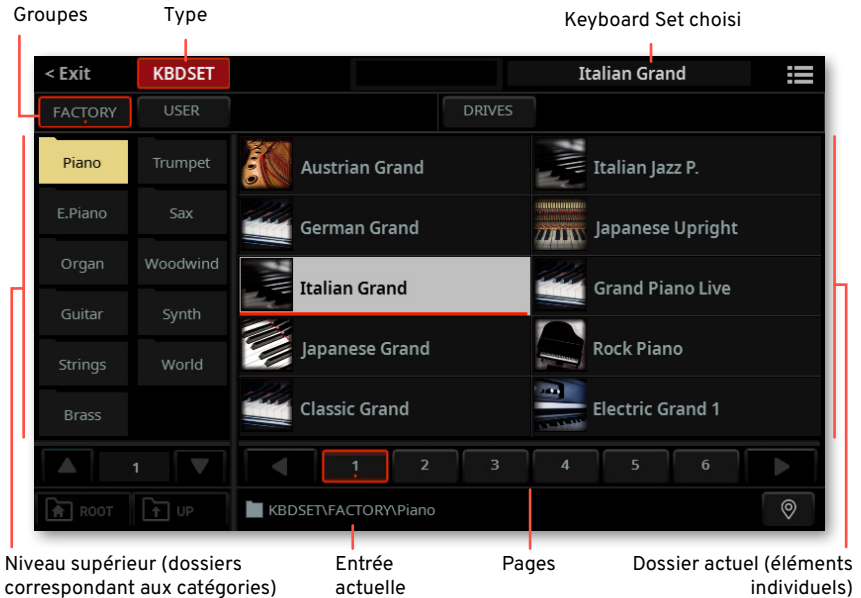 Groupes
Type
Keyboard Set choisi
< Exit
KBDSET
Italian Grand
FACTORY
USER
DRIVES
Piano
Trumpet
E.Piano
Sax
Organ
Woodwind
Guitar
Synth
Strings
World
Brass
Austrian Grand
Italian Jazz P.
German Grand
Japanese Upright
Italian Grand
Grand Piano Live
Japanese Grand
Rock Piano
Classic Grand
Electric Grand 1
1
1
2
3
4
5
6
ROOT
UP
KBDSET\FACTORY\Piano
Niveau supérieur (dossiers
correspondant aux catégories)
Entrée
actuelle
Pages
Dossier actuel (éléments
individuels)